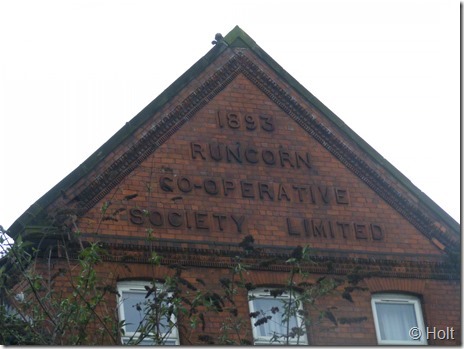 1893
RUNCORN
CO-OPERATIVE
SOCIETY LIMITED
© Holt